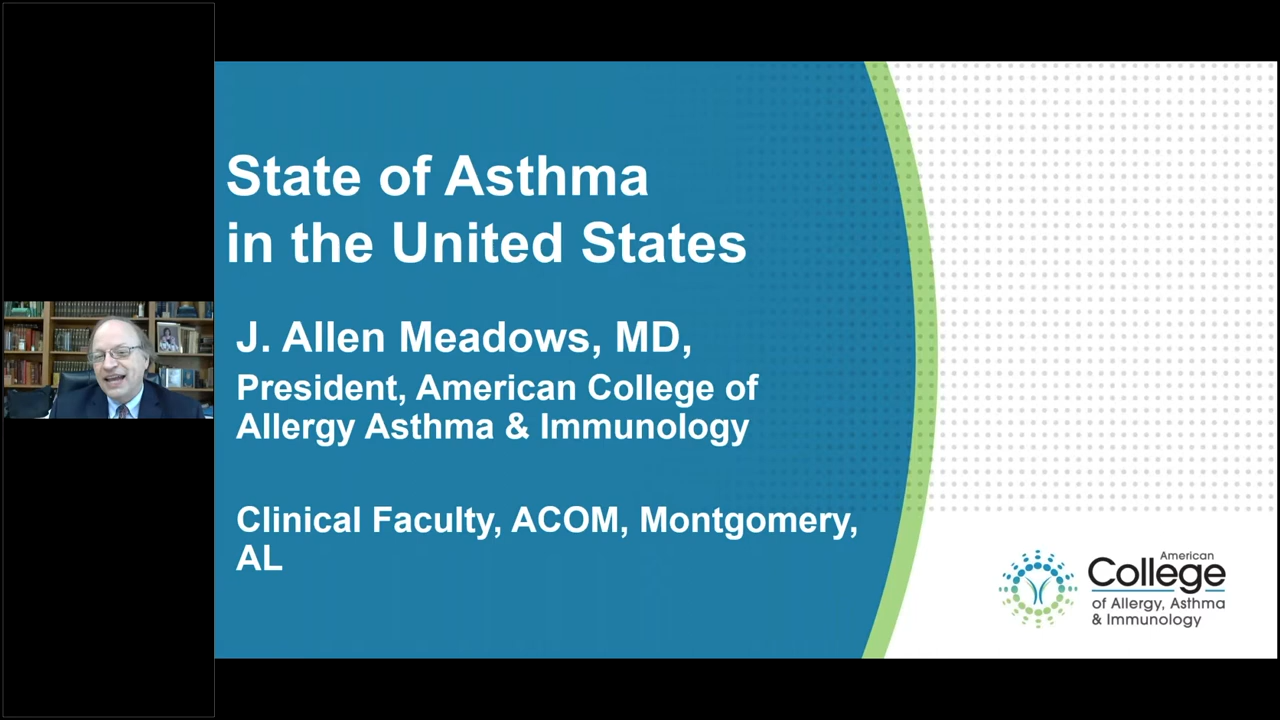 State of Asthma
in the United States
J. Allen Meadows, MD,
President, American College of
Allergy Asthma & Immunology
Clinical Faculty, ACOM, Montgomery,
AL
American
College
of Allergy, Asthma
& Immunology